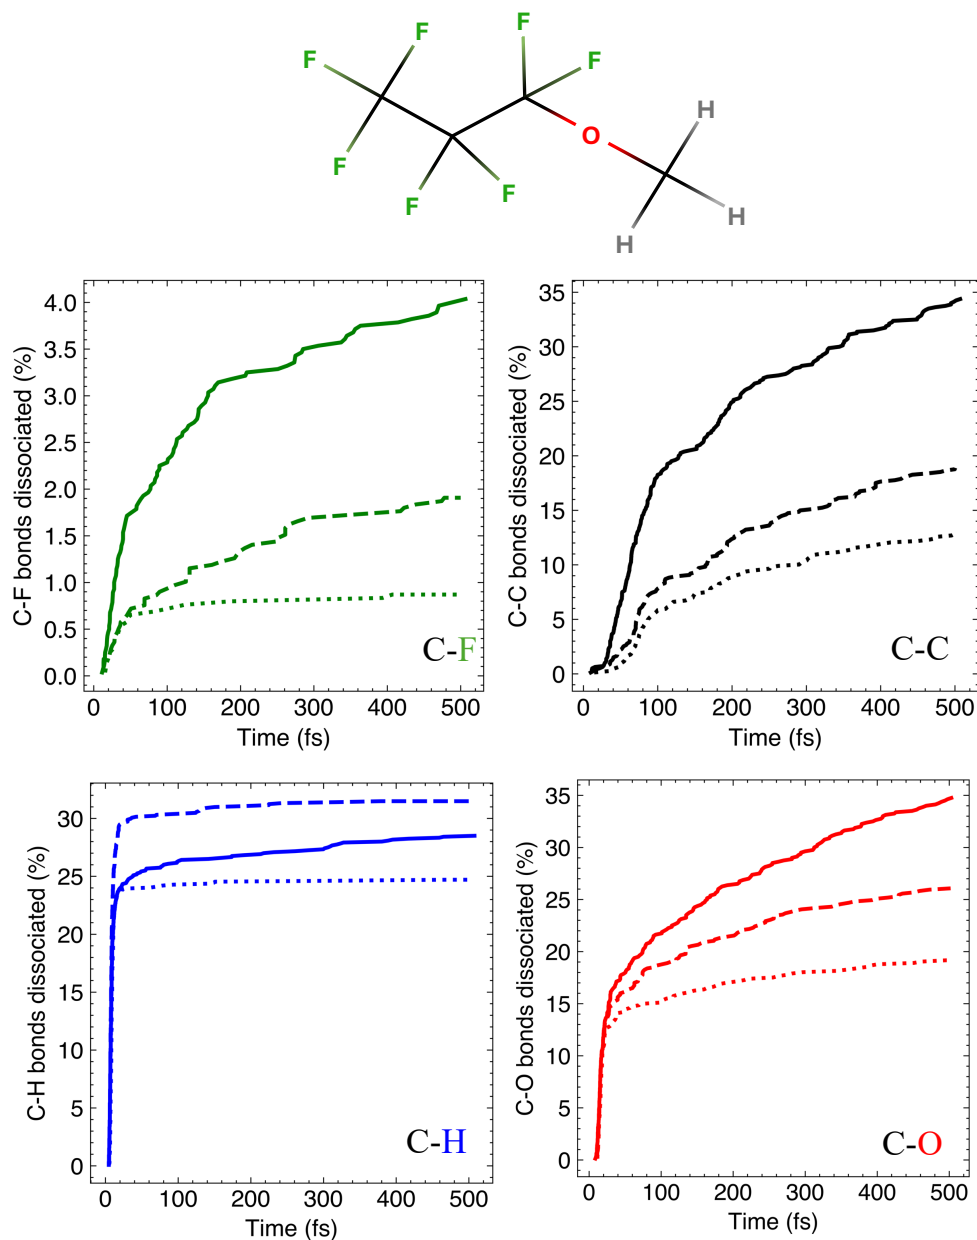 F F
F F
O H
F
F F H
H
4.0
3.5
3.0
2.5
2.0
1.5
1.0
0.5
0.0
C-F bonds dissociated (%)
C-F
0 100 200 300 400 500
Time (fs)
35
30
25
20
15
10
5
0
C-C bonds dissociated (%)
C-C
0 100 200 300 400 500
Time (fs)
30
25
20
15
10
5
0
C-H bonds dissociated (%)
C-H
0 100 200 300 400 500
Time (fs)
35
30
25
20
15
10
5
0
C-O bonds dissociated (%)
C-O
0 100 200 300 400 500
Time (fs)